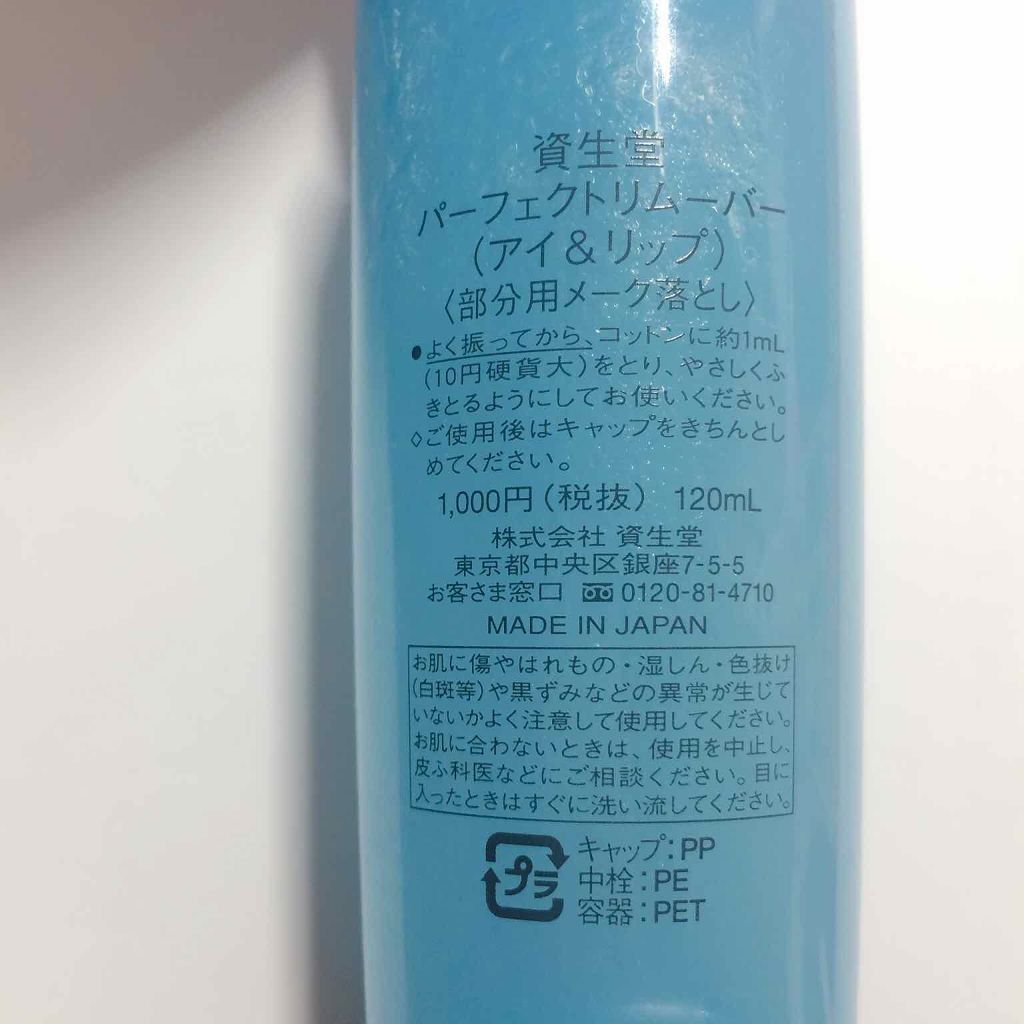 資生堂
パーフェクトリムーバー
(アイ&リップ)
〈部分用メーク落とし〉
●よく振ってから、コットンに約1mL
(10円硬貨大)をとり、やさしくふ
きとるようにしてお使いください。
◇ご使用後はキャップをきちんとし
めてください。
1,000円(税抜) 120mL
株式会社 資生堂
東京都中央区銀座7-5-5
お客さま窓口 0120-81-4710
MADE IN JAPAN
お肌に傷やはれもの・湿しん・色抜け
(白斑等)や黒ずみなどの異常が生じて
いないかよく注意して使用してください。
お肌に合わないときは、使用を中止し、
皮ふ科医などにご相談ください。目に
入ったときはすぐに洗い流してください。
プラ
キャップ:PP
中栓:PE
容器:PET